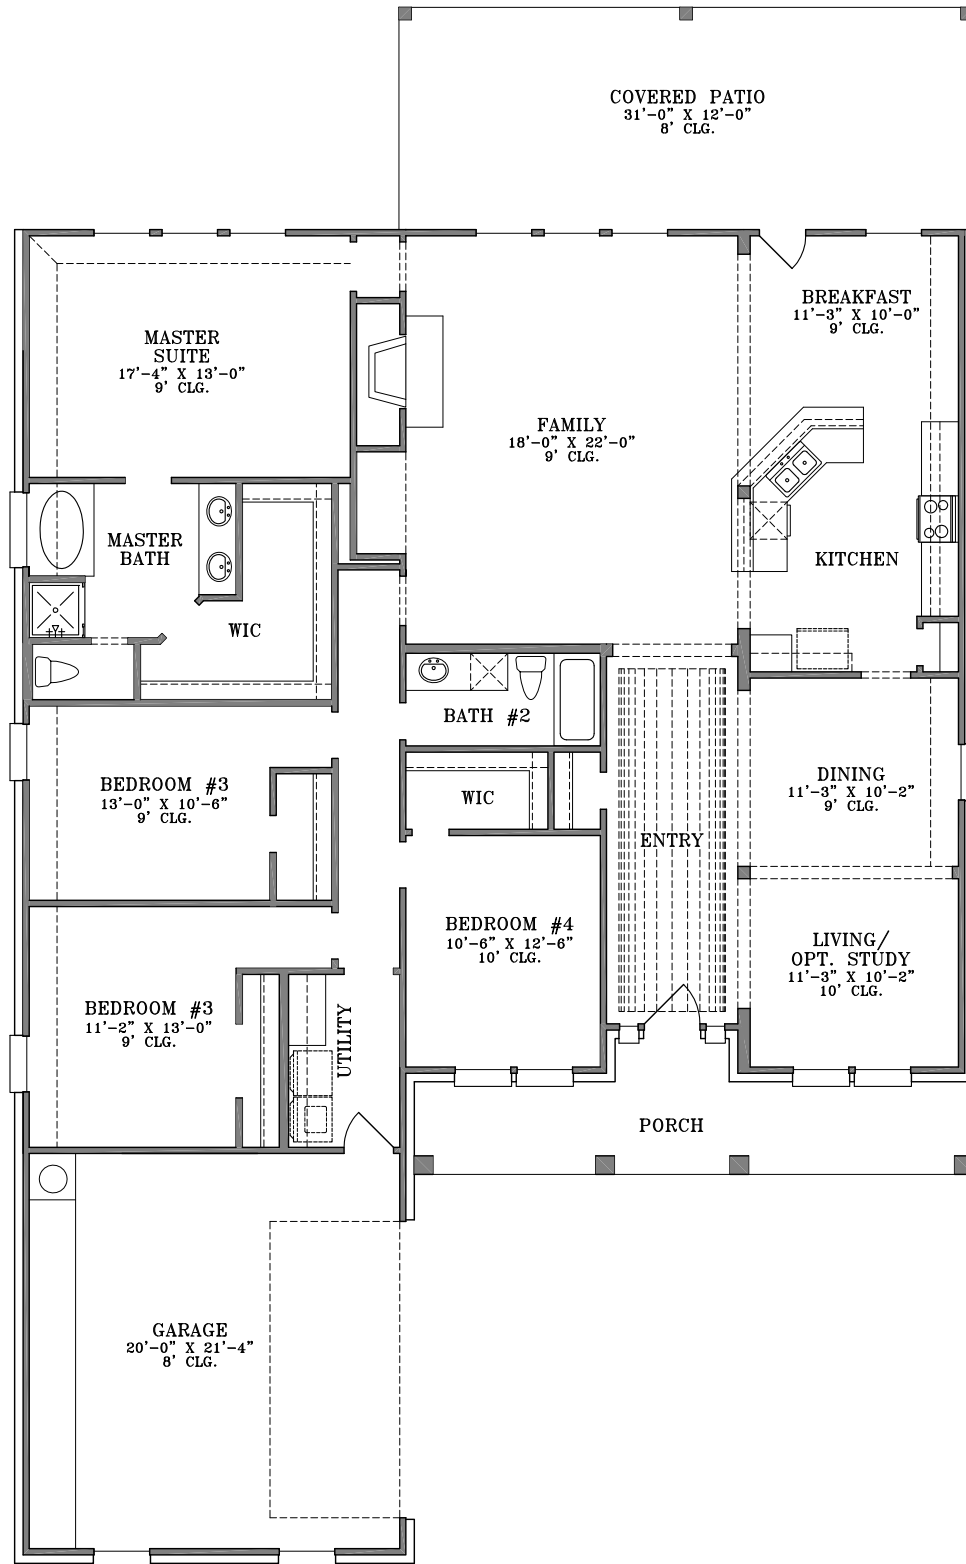 COVERED PATIO
31'-0" X 12'-0"
8' CLG.
BREAKFAST
11'-3" X 10'-0"
9' CLG.
MASTER
SUITE
17'-4" X 13'-0"
9' CLG.
FAMILY
18'-0" X 22'-0"
9' CLG.
MASTER
BATH
KITCHEN
WIC
BATH #2
BEDROOM #3
13'-0" X 10'-6"
9' CLG.
WIC
DINING
11'-3" X 10'-2"
9' CLG.
ENTRY
BEDROOM #4
10'-6" X 12'-6"
10' CLG.
LIVING/
OPT. STUDY
11'-3" X 10'-2"
10' CLG.
BEDROOM #3
11'-2" X 13'-0"
9' CLG.
UTILITY
PORCH
GARAGE
20'-0" X 21'-4"
8' CLG.